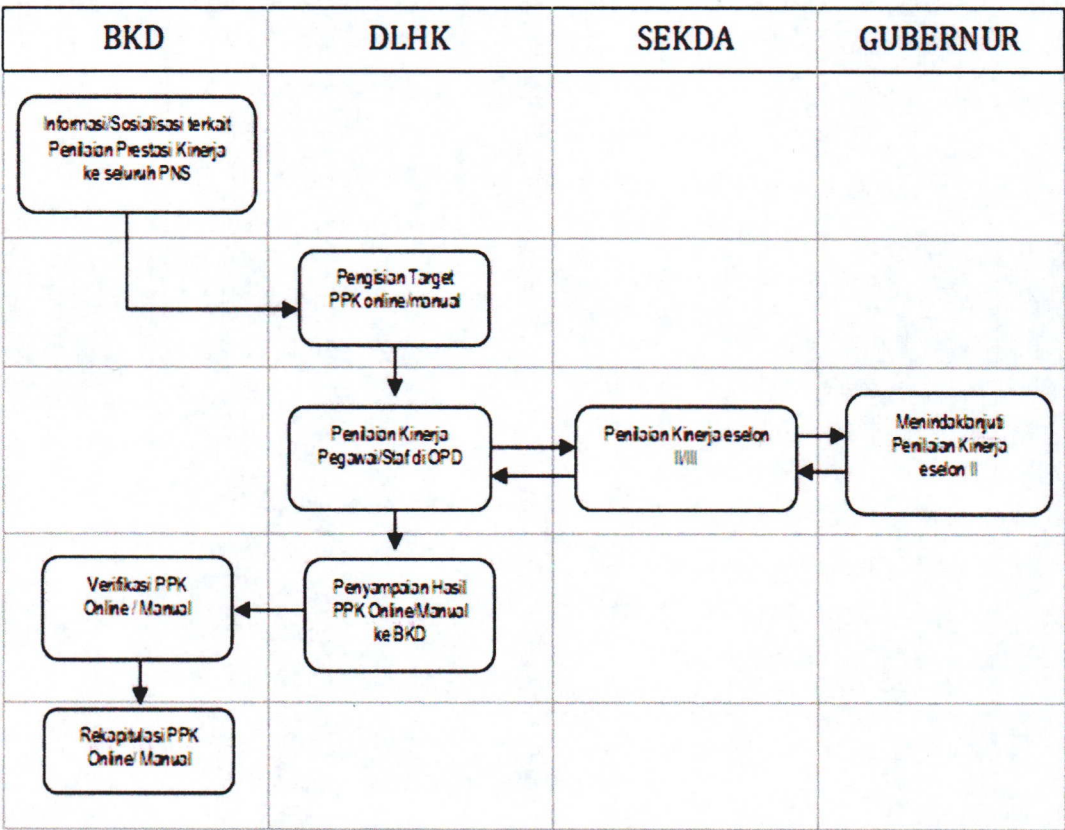 BKD DLHK SEKDA GUBERNUR
Informasi/Sosialisasi terkait
Penilaian Prestasi Kinerja
ke seluruh PNS
Pengisian Target
PPK online/manual
Penilaian Kinerja
Pegawai/Staf di OPD
Penilaian Kinerja eselon
II/III
Menindaklanjuti
Penilaian Kinerja
eselon II
Verifikasi PPK
Online / Manual
Penyampaian Hasil
PPK Online/Manual
ke BKD
Rekapitulasi PPK
Online/ Manual